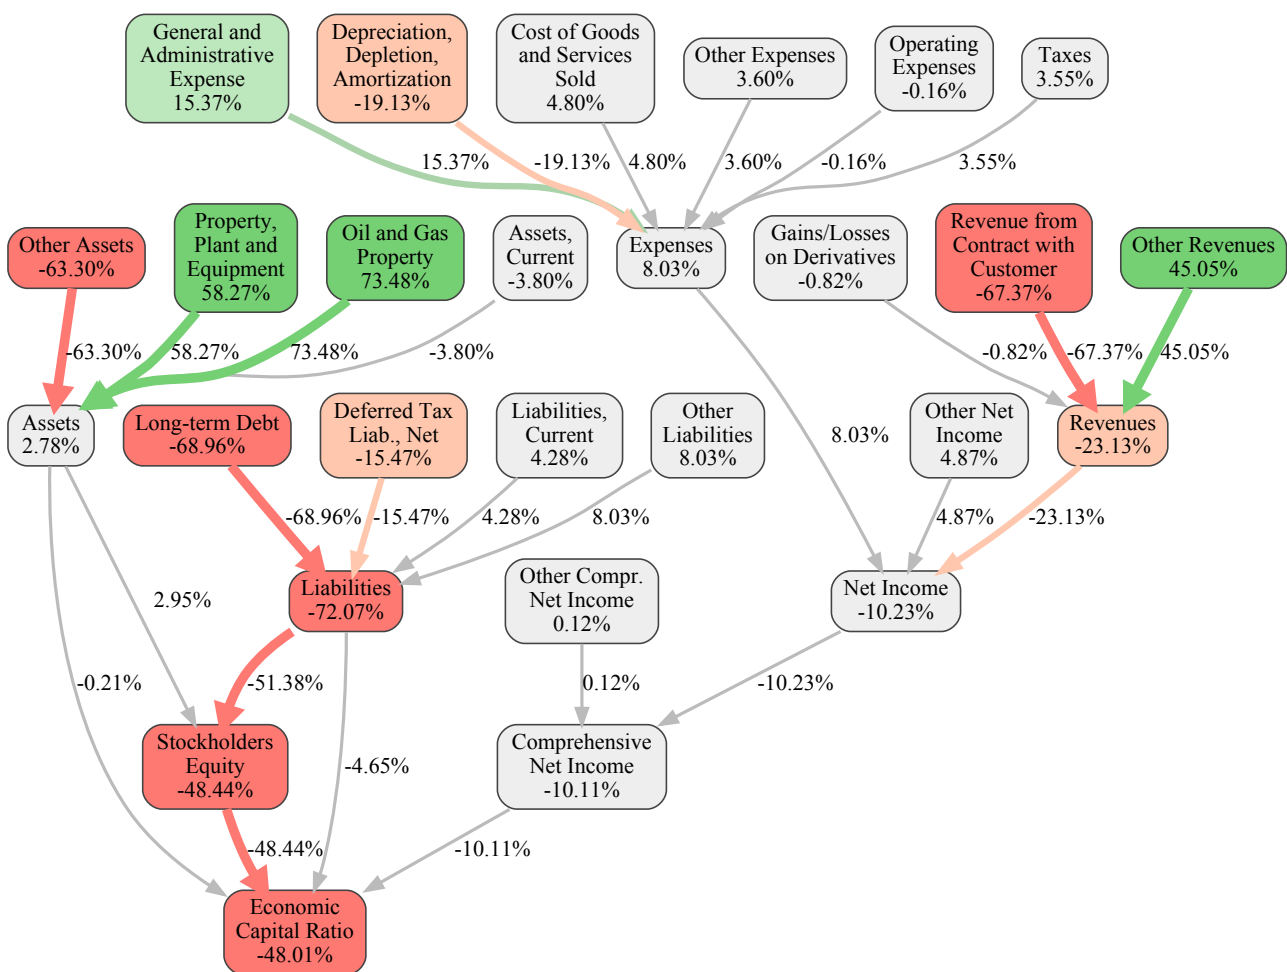 General and
Administrative
Expense
15.37%
Depreciation,
Depletion,
Amortization
-19.13%
Cost of Goods
and Services
Sold
4.80%
Other Expenses
3.60%
Operating
Expenses
-0.16%
Taxes
3.55%
15.37%
-19.13%
4.80%
3.60%
-0.16%
3.55%
Other Assets
-63.30%
Property,
Plant and
Equipment
58.27%
Oil and Gas
Property
73.48%
Assets,
Current
-3.80%
Expenses
8.03%
Gains/Losses
on Derivatives
-0.82%
Revenue from
Contract with
Customer
-67.37%
Other Revenues
45.05%
-63.30%
58.27%
73.48%
-3.80%
-0.82%
-67.37%
45.05%
Assets
2.78%
Long-term Debt
-68.96%
Deferred Tax
Liab., Net
-15.47%
Liabilities,
Current
4.28%
Other
Liabilities
8.03%
8.03%
Other Net
Income
4.87%
Revenues
-23.13%
-68.96%
-15.47%
4.28%
8.03%
4.87%
-23.13%
2.95%
Liabilities
-72.07%
Other Compr.
Net Income
0.12%
Net Income
-10.23%
-0.21%
-51.38%
0.12%
-10.23%
Stockholders
Equity
-48.44%
-4.65%
Comprehensive
Net Income
-10.11%
-48.44%
-10.11%
Economic
Capital Ratio
-48.01%